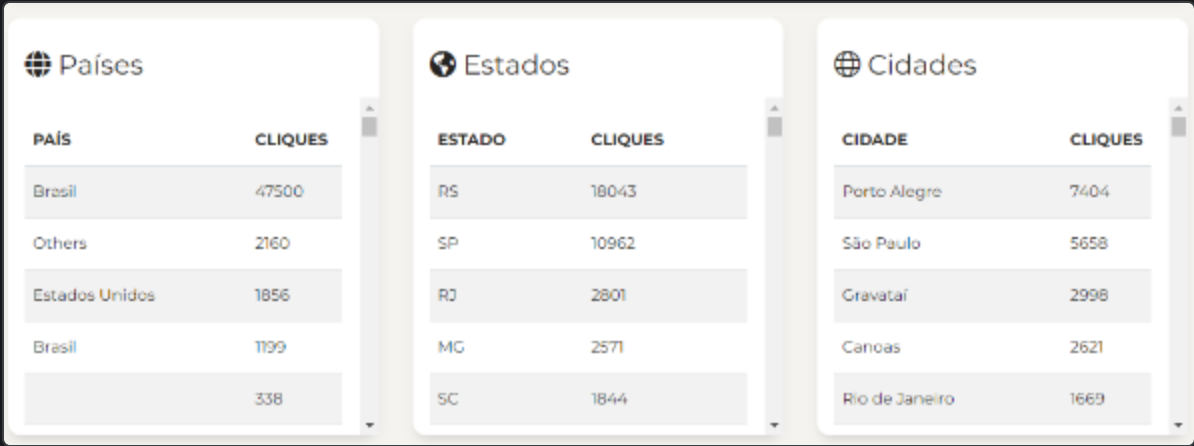 Países
PAÍS CLIQUES
Brasil 47500
Others 2160
Estados Unidos 1856
Brasil 1199
338
Estados
ESTADO CLIQUES
RS 18043
SP 10962
RJ 2801
MG 2571
SC 1844
Cidades
CIDADE CLIQUES
Porto Alegre 7404
São Paulo 5658
Gravataí 2998
Canoas 2621
Rio de Janeiro 1669